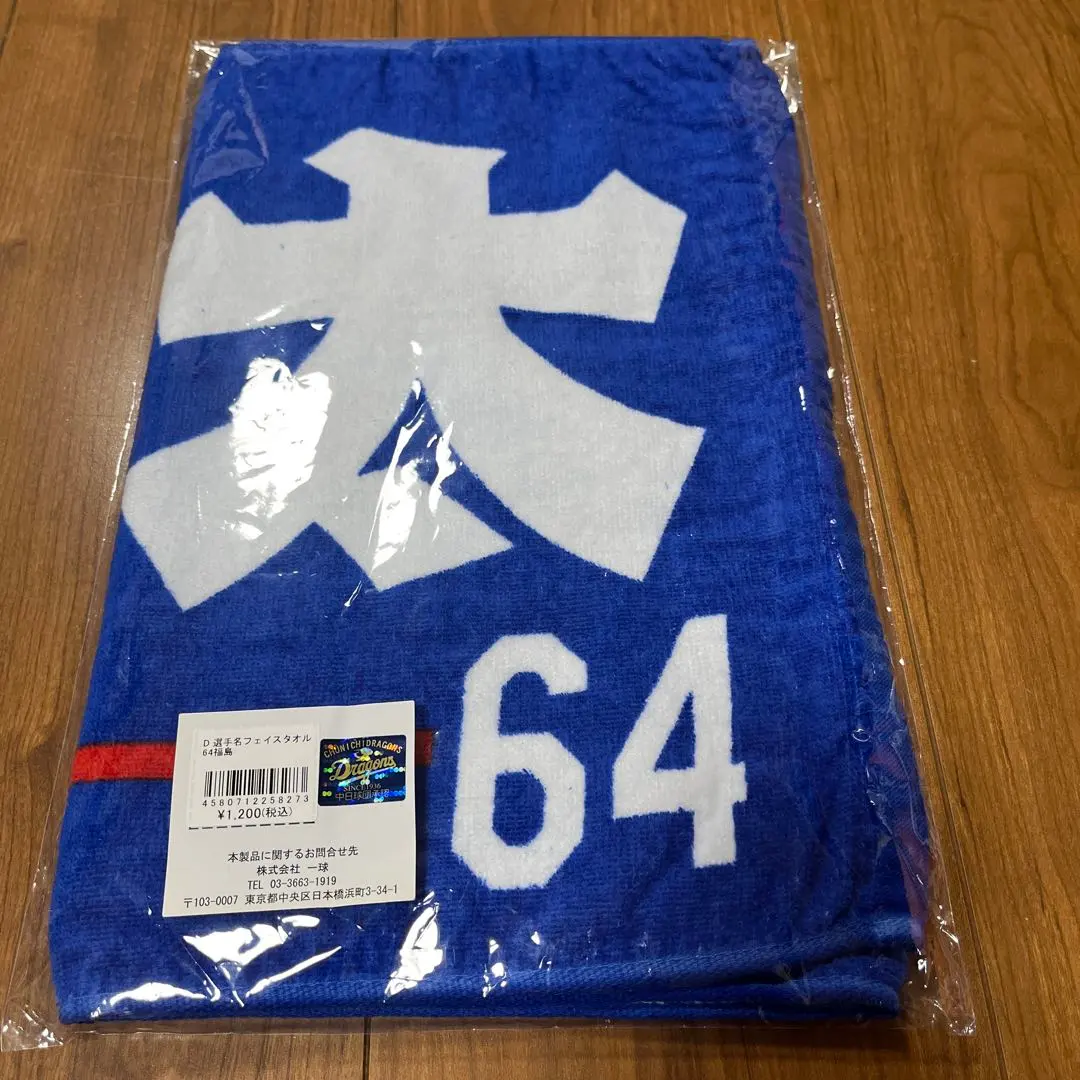 太
64
D 選手名フェイスタオル
64福島
4580712258273
¥1,200(税込)
CHUNICHI DRAGONS
Dragons
SINCE 1936
中日球団承認
本製品に関するお問合せ先
株式会社 一球
TEL 03-3663-1919
〒103-0007 東京都中央区日本橋浜町3-34-1